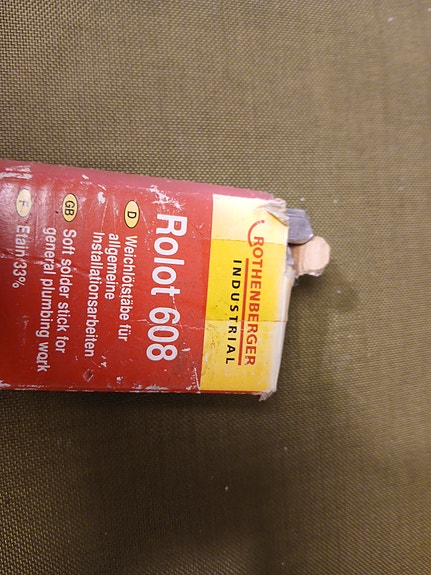 ROTHENBERGER
INDUSTRIAL
Rolot 608
D Weichlötstäbe für
allgemeine
Installationsarbeiten
GB Soft solder stick for
general plumbing work
F Etain 33%